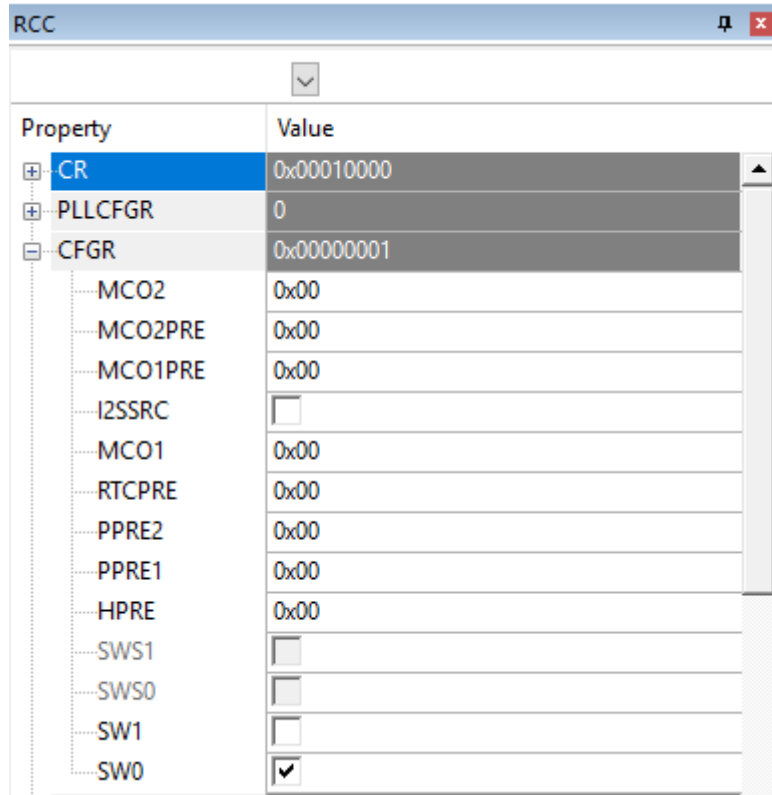 RCC
Property Value
CR 0x00010000
PLLCFGR 0
CFGR 0x00000001
MCO2 0x00
MCO2PRE 0x00
MCO1PRE 0x00
I2SSRC
MCO1 0x00
RTCPRE 0x00
PPRE2 0x00
PPRE1 0x00
HPRE 0x00
SWS1
SWS0
SW1
SW0